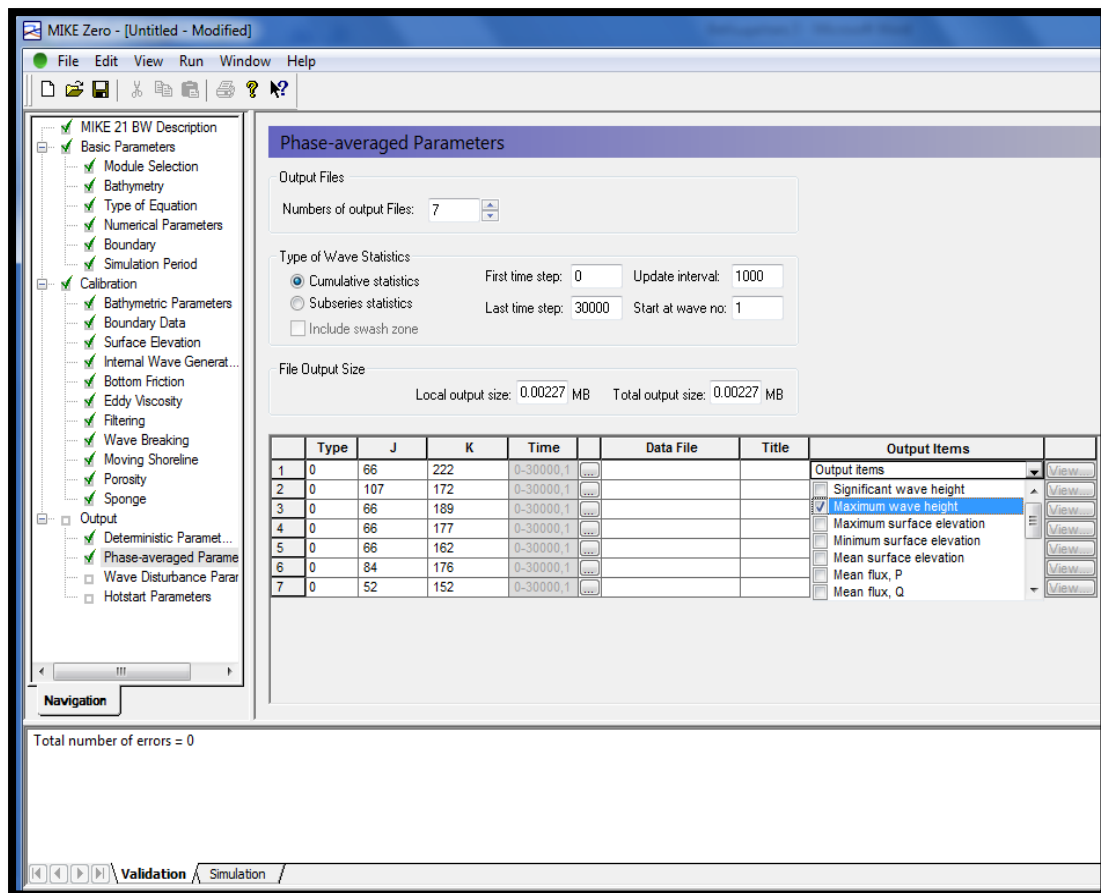 MIKE Zero - [Untitled - Modified]
File Edit View Run Window Help
MIKE 21 BW Description
Basic Parameters
Module Selection
Bathymetry
Type of Equation
Numerical Parameters
Boundary
Simulation Period
Calibration
Bathymetric Parameters
Boundary Data
Surface Elevation
Internal Wave Generat...
Bottom Friction
Eddy Viscosity
Filtering
Wave Breaking
Moving Shoreline
Porosity
Sponge
Output
Deterministic Paramet...
Phase-averaged Parame
Wave Disturbance Parar
Hotstart Parameters
Navigation
Phase-averaged Parameters
Output Files
Numbers of output Files: 7
Type of Wave Statistics
Cumulative statistics First time step: 0 Update interval: 1000
Subseries statistics Last time step: 30000 Start at wave no: 1
Include swash zone
File Output Size
Local output size: 0.00227 MB Total output size: 0.00227 MB
Type J K Time Data File Title Output Items
1 0 66 222 0-30000,1 ... Output items View...
2 0 107 172 0-30000,1 ... Significant wave height View...
3 0 66 189 0-30000,1 ... Maximum wave height View...
4 0 66 177 0-30000,1 ... Maximum surface elevation View...
5 0 66 162 0-30000,1 ... Minimum surface elevation View...
6 0 84 176 0-30000,1 ... Mean surface elevation View...
7 0 52 152 0-30000,1 ... Mean flux, P View...
Mean flux, Q
Total number of errors = 0
Validation Simulation